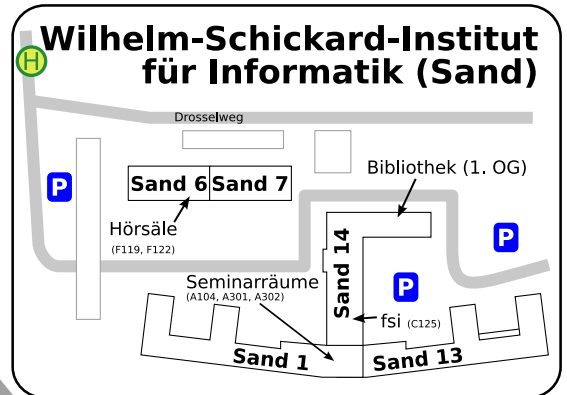 Wilhelm-Schickard-Institut
für Informatik (Sand)
H
Drosselweg
Bibliothek (1. OG)
P
Sand 6
Sand 7
Hörsäle
(F119, F122)
P
Sand 14
Seminarräume
(A104, A301, A302)
P
fsi (C125)
Sand 1
Sand 13